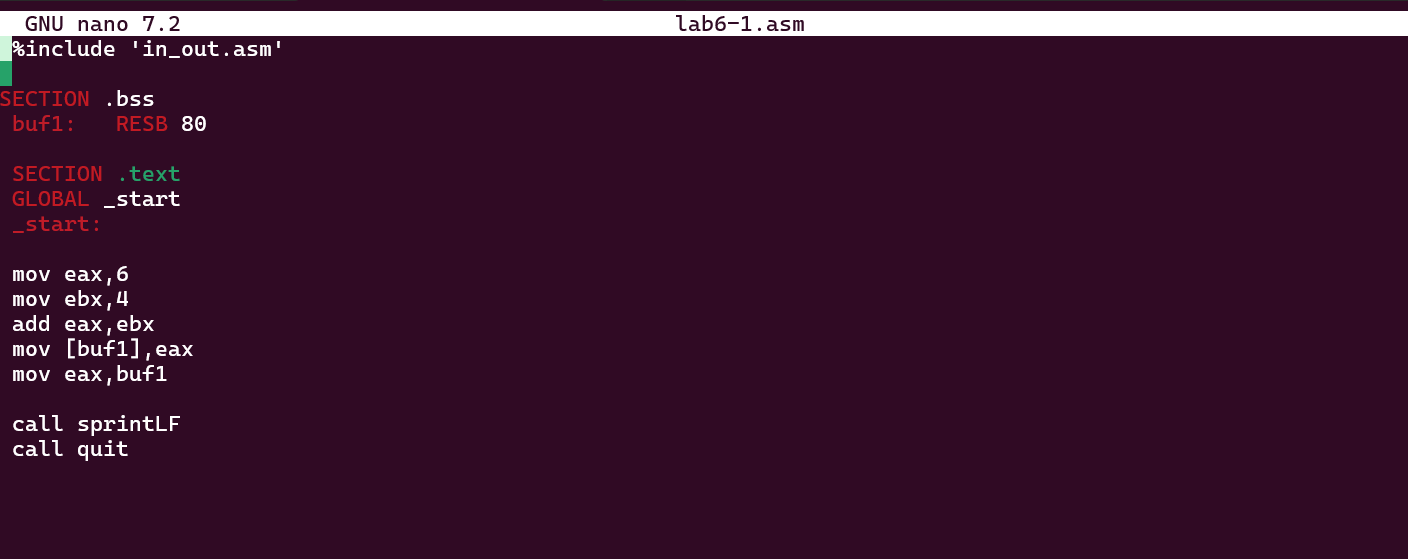 GNU nano 7.2 lab6-1.asm
%include 'in_out.asm'
SECTION .bss
buf1: RESB 80
SECTION .text
GLOBAL _start
_start:
mov eax,6
mov ebx,4
add eax,ebx
mov [buf1],eax
mov eax,buf1
call sprintLF
call quit